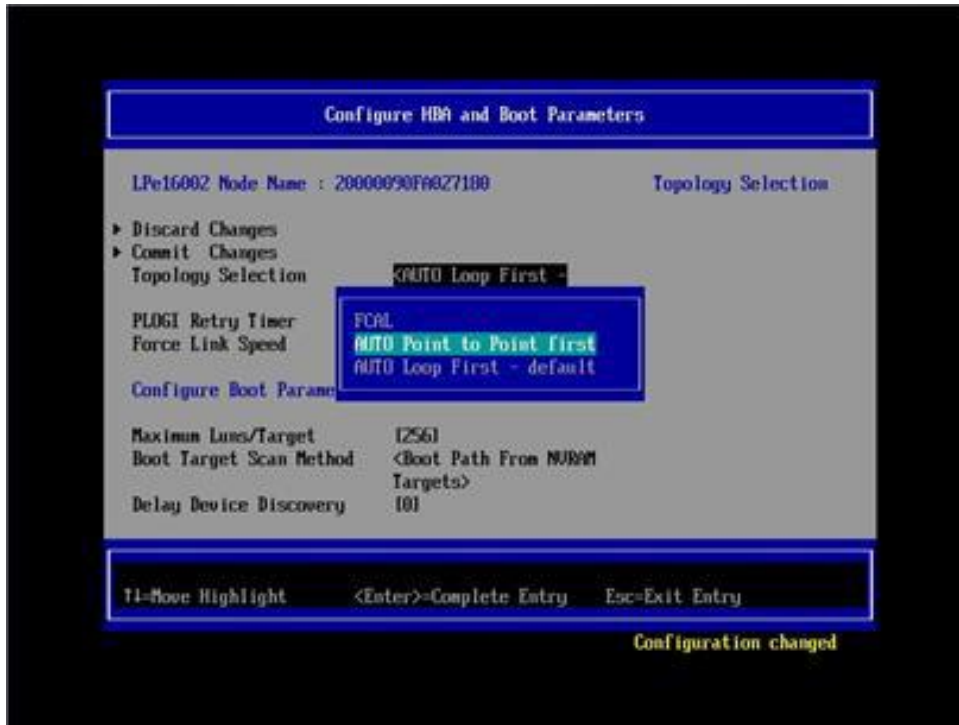 Configure HBA and Boot Parameters
LPe16002 Node Name : 20000090FA027180 Topology Selection
Discard Changes
Commit Changes
Topology Selection <AUTO Loop First -
PLOGI Retry Timer
Force Link Speed
FCAL
AUTO Point to Point first
AUTO Loop First - default
Configure Boot Parame
Maximum Luns/Target [256]
Boot Target Scan Method <Boot Path From NVRAM
Targets>
Delay Device Discovery [0]
↑↓=Move Highlight <Enter>=Complete Entry Esc=Exit Entry
Configuration changed